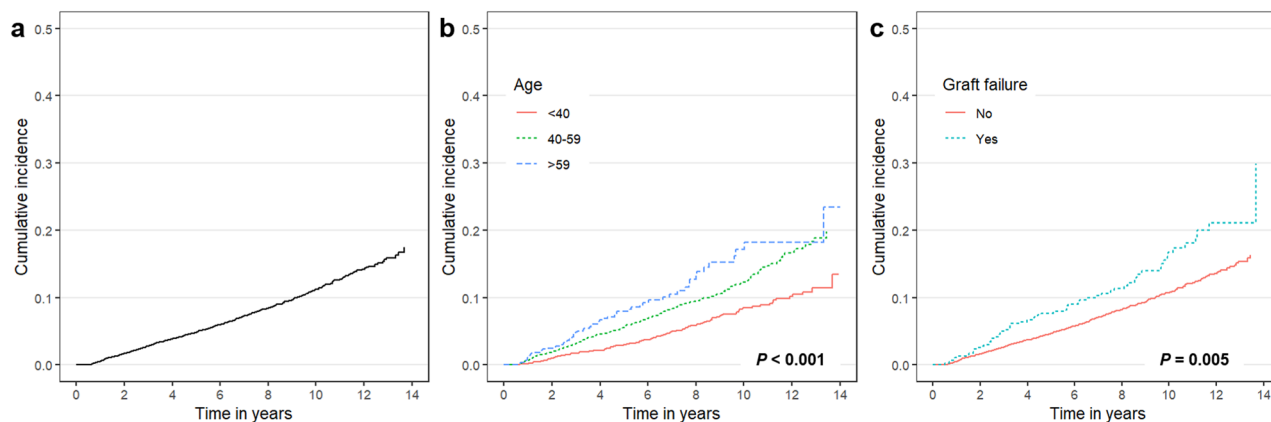 a
0.5
0.4
0.3
0.2
0.1
0.0
Cumulative incidence
0 2 4 6 8 10 12 14
Time in years
b
0.5
0.4
0.3
0.2
0.1
0.0
Cumulative incidence
Age
<40
40-59
>59
P < 0.001
0 2 4 6 8 10 12 14
Time in years
c
0.5
0.4
0.3
0.2
0.1
0.0
Cumulative incidence
Graft failure
No
Yes
P = 0.005
0 2 4 6 8 10 12 14
Time in years